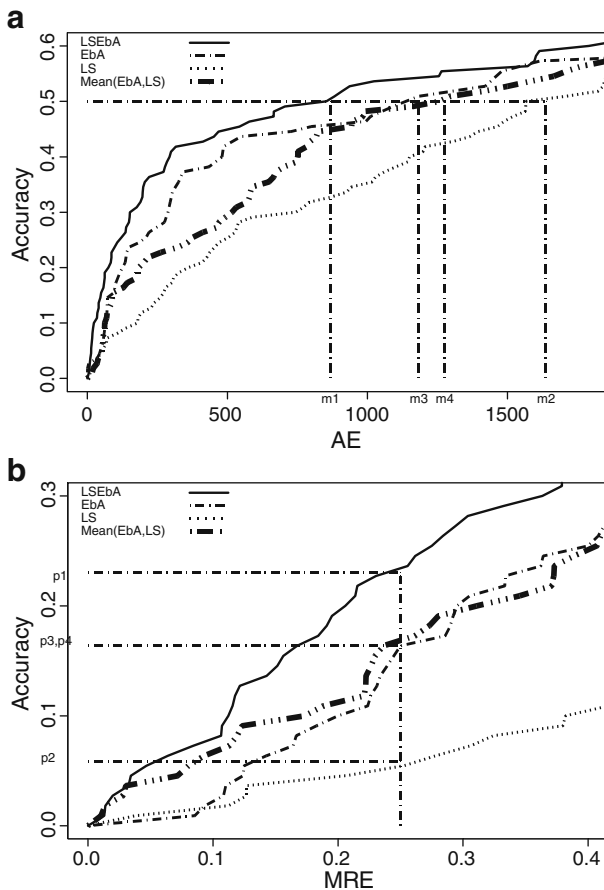 a
LSEbA
EbA
LS
Mean(EbA,LS)
Accuracy
0.6
0.5
0.4
0.3
0.2
0.1
0.0
0
500
m1
1000
m3
m4
1500
m2
AE
b
LSEbA
EbA
LS
Mean(EbA,LS)
Accuracy
0.3
p1
0.2
p3,p4
0.1
p2
0.0
0.0
0.1
0.2
0.3
0.4
MRE